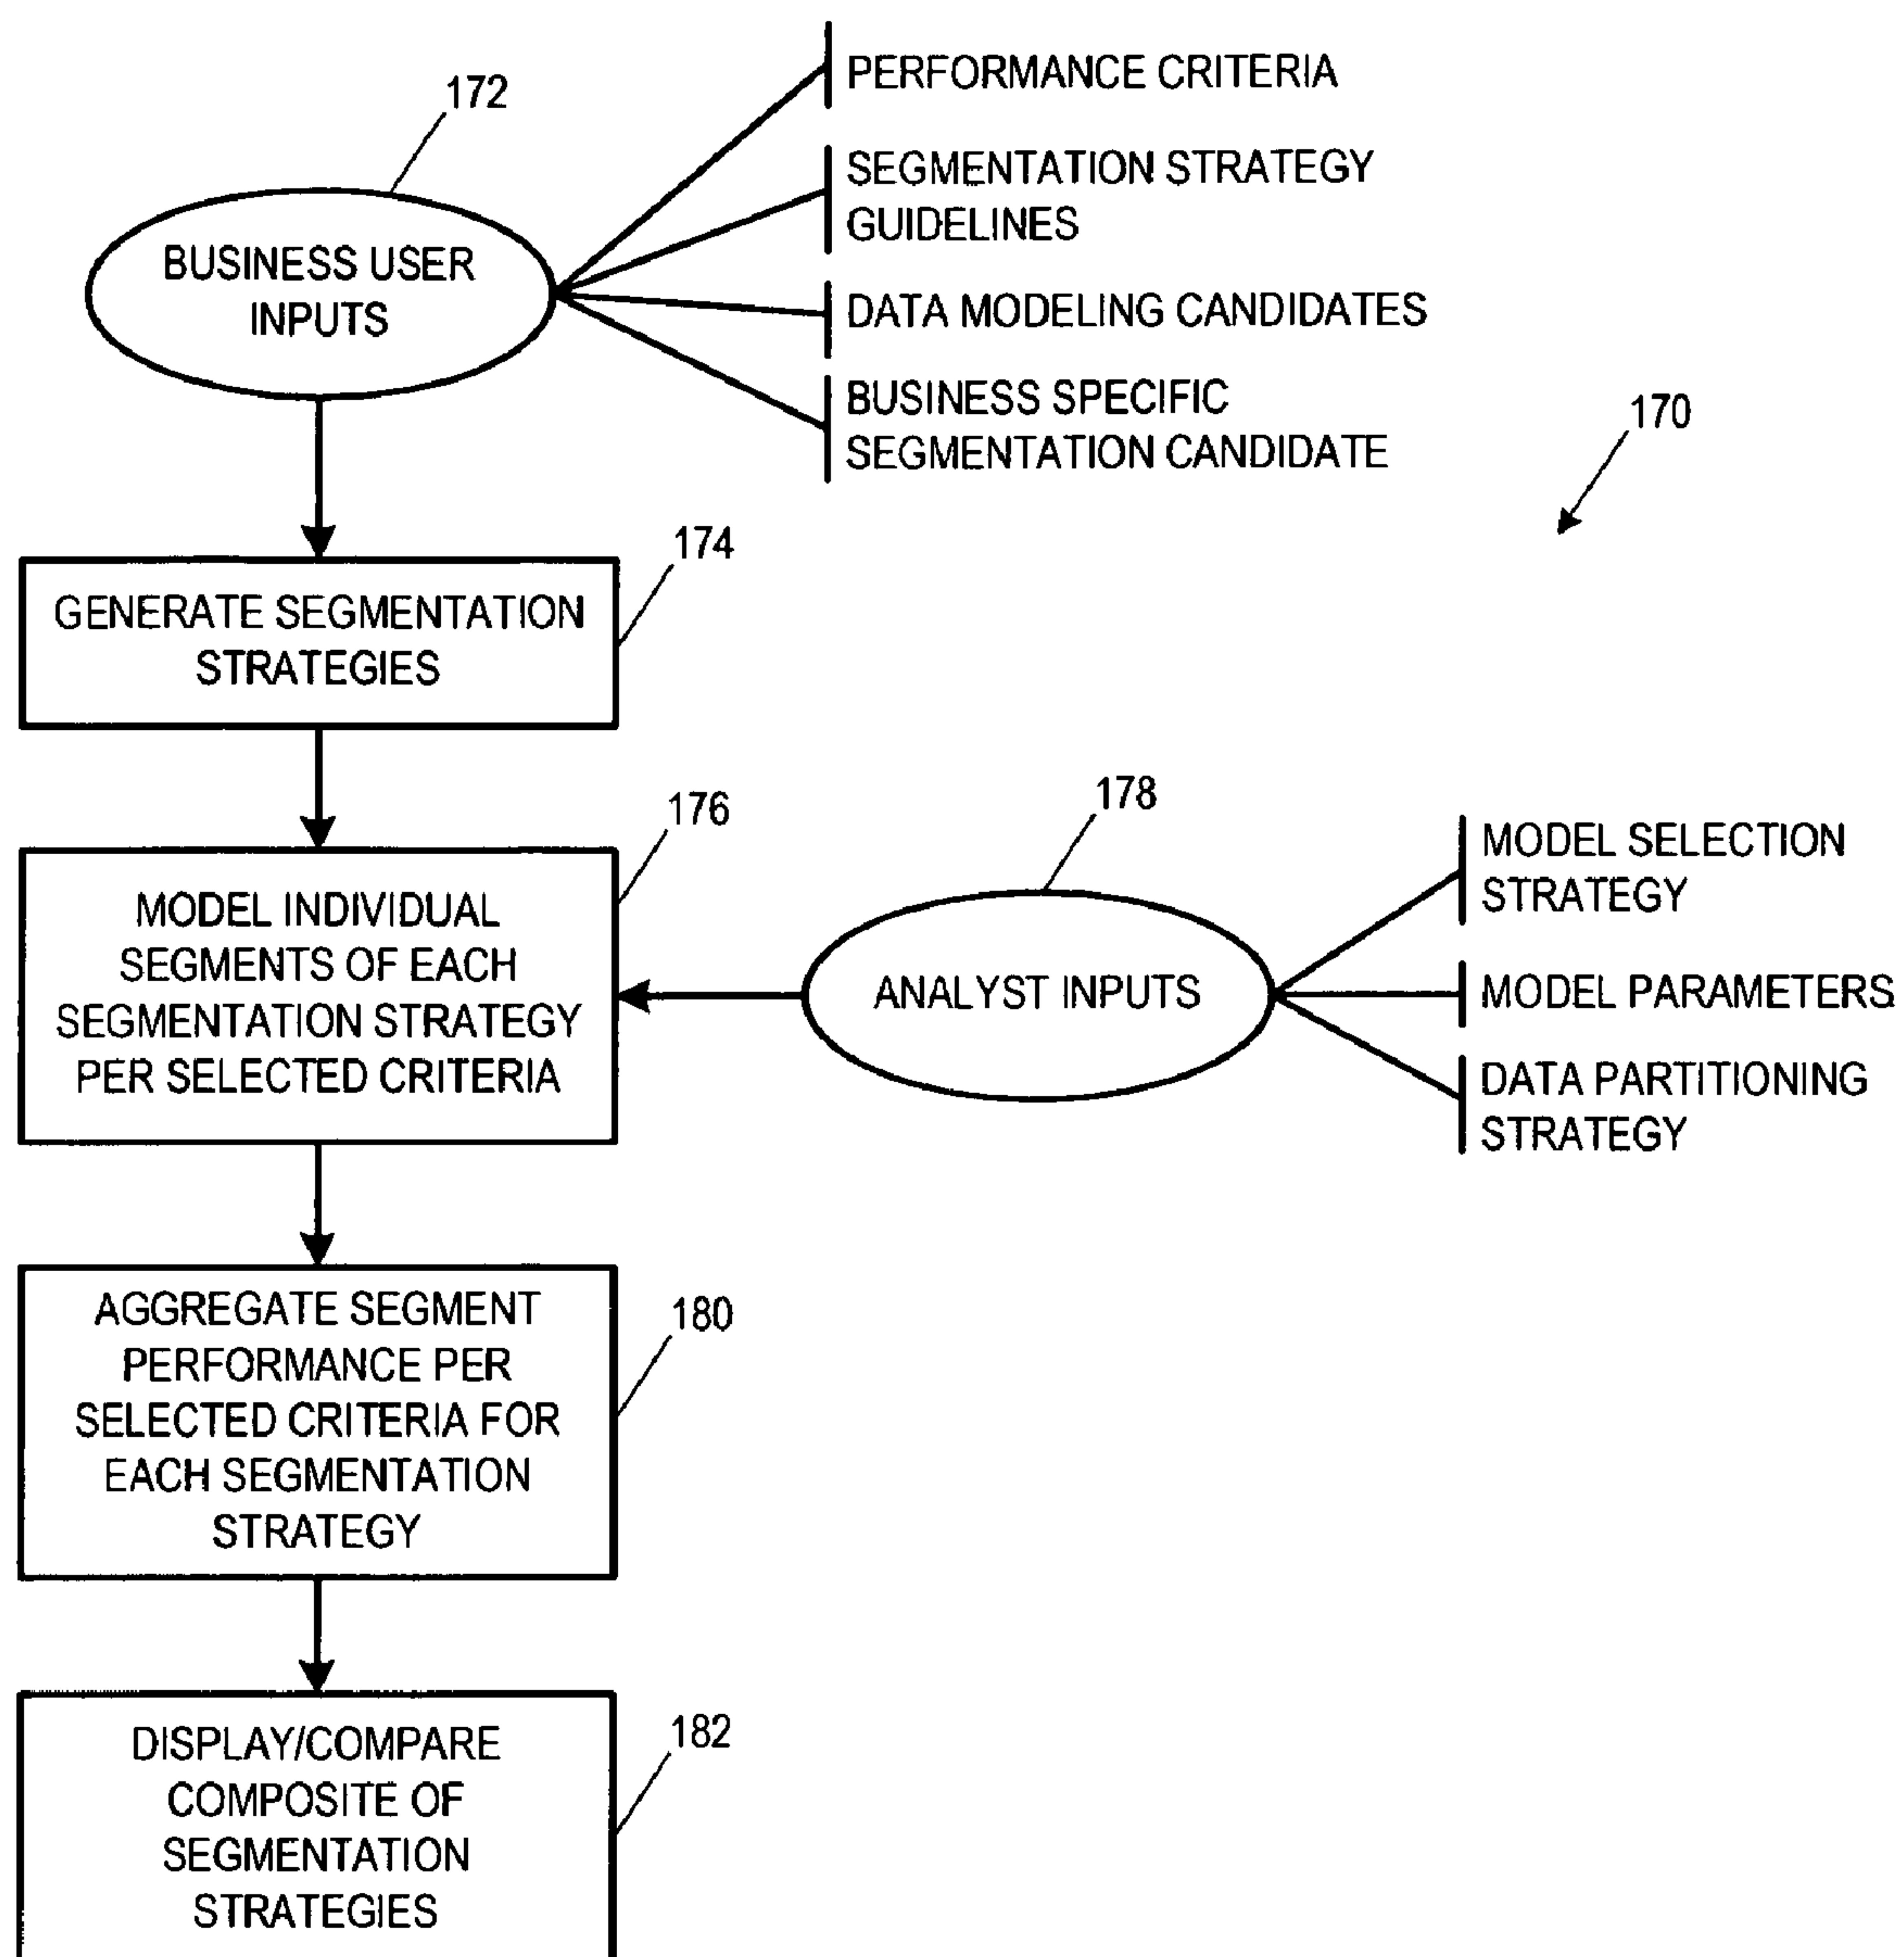 172
BUSINESS USER
INPUTS
PERFORMANCE CRITERIA
SEGMENTATION STRATEGY
GUIDELINES
DATA MODELING CANDIDATES
BUSINESS SPECIFIC
SEGMENTATION CANDIDATE
170
174
GENERATE SEGMENTATION
STRATEGIES
176
MODEL INDIVIDUAL
SEGMENTS OF EACH
SEGMENTATION STRATEGY
PER SELECTED CRITERIA
178
ANALYST INPUTS
MODEL SELECTION
STRATEGY
MODEL PARAMETERS
DATA PARTITIONING
STRATEGY
180
AGGREGATE SEGMENT
PERFORMANCE PER
SELECTED CRITERIA FOR
EACH SEGMENTATION
STRATEGY
182
DISPLAY/COMPARE
COMPOSITE OF
SEGMENTATION
STRATEGIES